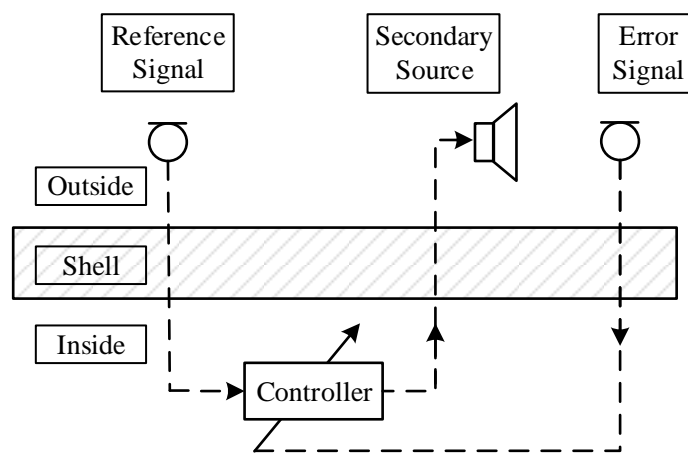 Reference
Signal
Secondary
Source
Error
Signal
Outside
Shell
Inside
Controller